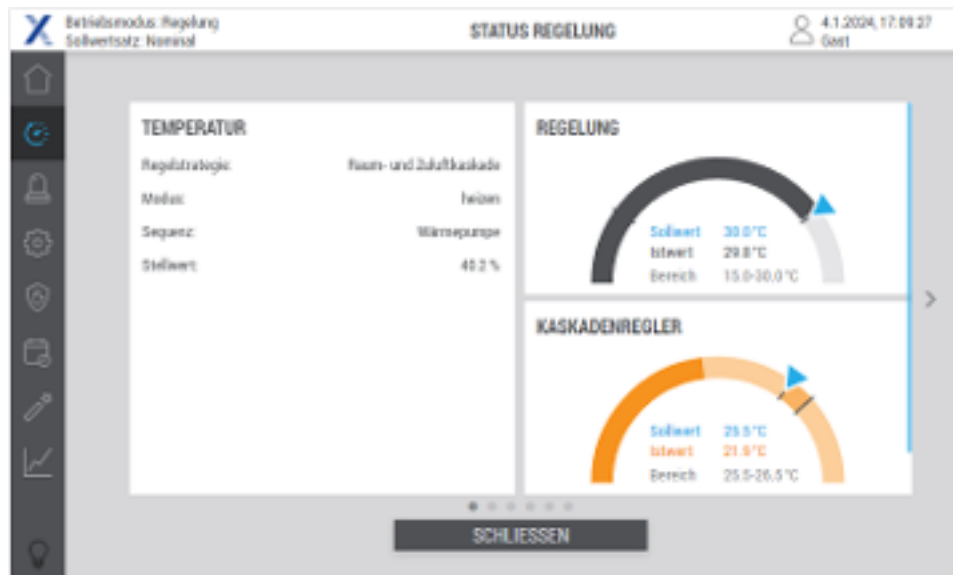 Betriebsmodus: Regelung
Sollwertsatz: Nominal
STATUS REGELUNG
4.1.2024, 17:09:27
Gast
TEMPERATUR
Regelstrategie: Raum- und Zuluftkaskade
Modus: heizen
Sequenz: Wärmepumpe
Stellwert: 40.2 %
REGELUNG
Sollwert 30.0 °C
Istwert 29.8 °C
Bereich 15.0-30.0 °C
KASKADENREGLER
Sollwert 25.5 °C
Istwert 21.9 °C
Bereich 25.5-26.5 °C
SCHLIESSEN